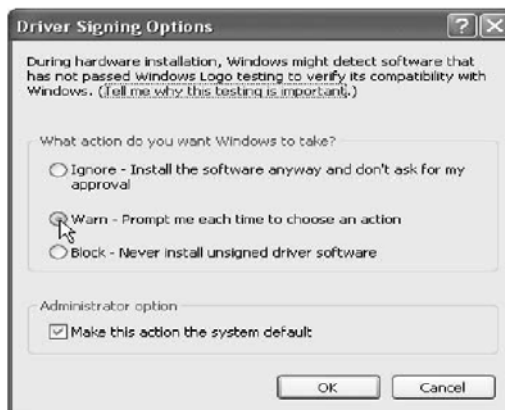 Driver Signing Options
During hardware installation, Windows might detect software that
has not passed Windows Logo testing to verify its compatibility with
Windows. (Tell me why this testing is important.)
What action do you want Windows to take?
Ignore - Install the software anyway and don't ask for my
approval
Warn - Prompt me each time to choose an action
Block - Never install unsigned driver software
Administrator option
Make this action the system default
OK Cancel